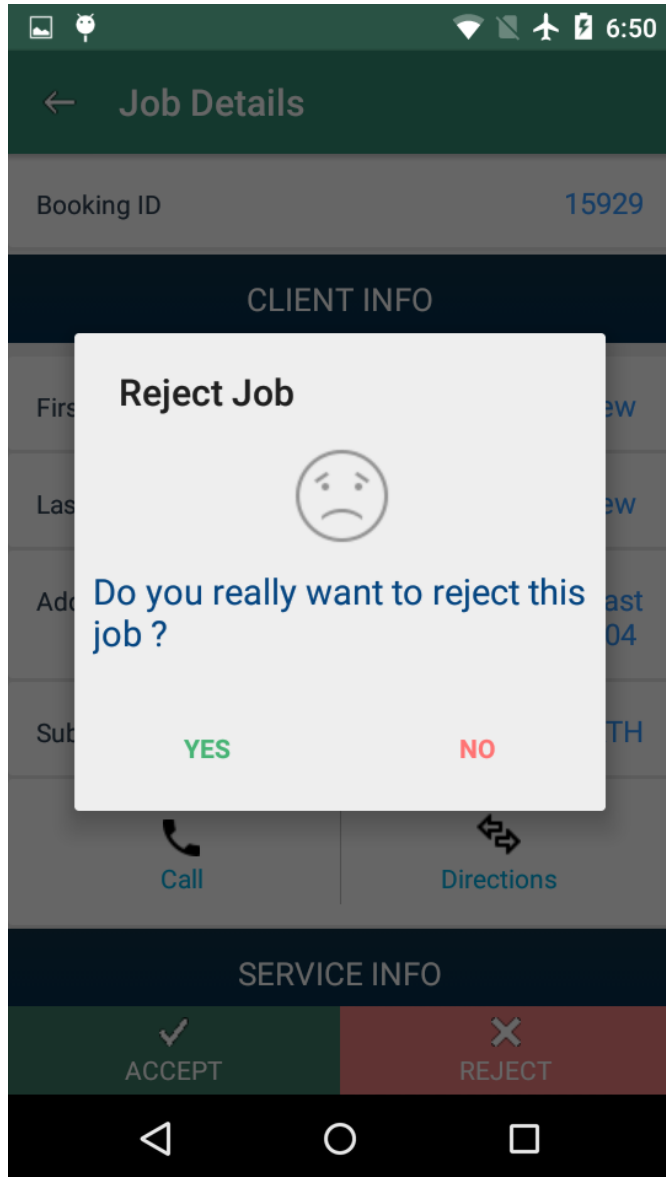 6:50
Job Details
Booking ID 15929
CLIENT INFO
Reject Job
Do you really want to reject this
job ?
YES NO
Call Directions
SERVICE INFO
ACCEPT REJECT